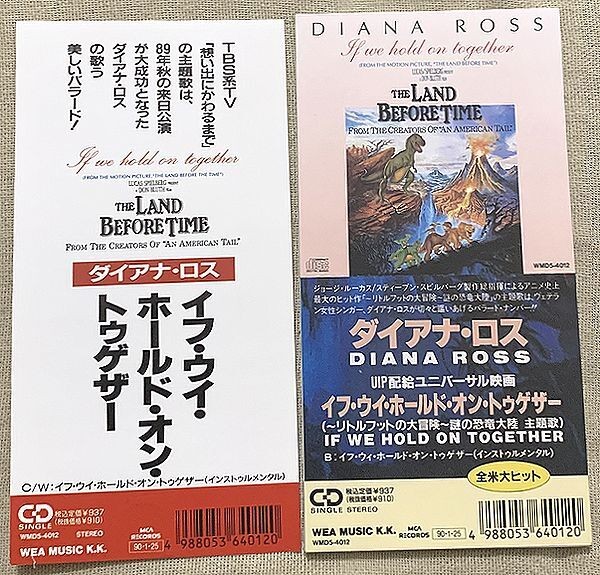 TBS系TV
「想い出にかわるまで」
の主題歌は、
89年秋の来日公演
が大成功となった
ダイアナ・ロス
の歌う
美しいバラード!
If we hold on together
(FROM THE MOTION PICTURE, "THE LAND BEFORE THE TIME")
LUCAS/SPIELBERG PRESENT
A DON BLUTH FILM
THE LAND
BEFORE TIME
FROM THE CREATORS OF "AN AMERICAN TAIL"
ダイアナ・ロス
イフ・ウイ・
ホールド・オン・
トゥゲザー
C/W:イフ・ウイ・ホールド・オン・トゥゲザー(インストゥルメンタル)
CD
SINGLE
税込定価¥937
(税抜価格¥910)
WMD5-4012
STEREO
MCA
RECORDS
90・1・25
4 988053 640120
WEA MUSIC K.K.
DIANA ROSS
If we hold on together
(FROM THE MOTION PICTURE, "THE LAND BEFORE TIME")
LUCAS/SPIELBERG PRESENT
A DON BLUTH FILM
THE LAND
BEFORE TIME
FROM THE CREATORS OF "AN AMERICAN TAIL"
WMD5-4012
ジョージ・ルーカス/スティーブン・スピルバーグ製作総指揮によるアニメ史上
最大のヒット作「~リトルフットの大冒険~謎の恐竜大陸」の主題歌は、ヴェテラ
ン女性シンガー、ダイアナ・ロスが切々と謳いあげるバラード・ナンバー!!
ダイアナ・ロス
DIANA ROSS
UIP配給ユニバーサル映画
イフ・ウイ・ホールド・オン・トゥゲザー
(~リトルフットの大冒険~謎の恐竜大陸 主題歌)
IF WE HOLD ON TOGETHER
B:イフ・ウイ・ホールド・オン・トゥゲザー(インストゥルメンタル)
全米大ヒット
CD
SINGLE STEREO
税込定価¥937
(税抜価格¥910)
WMD5-4012
MCA
RECORDS
90・1・25
WEA MUSIC K.K.
4 988053 640120